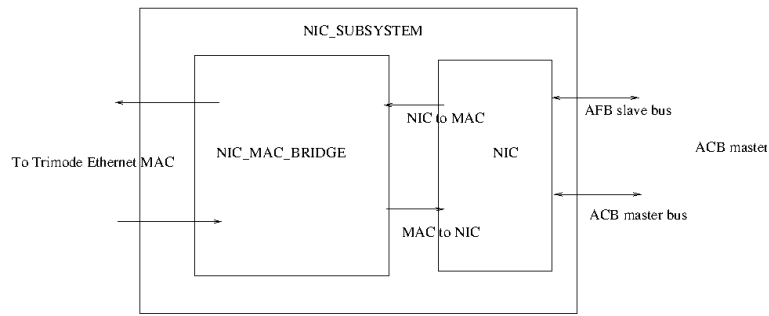 NIC_SUBSYSTEM
AFB slave bus
NIC to MAC
NIC_MAC_BRIDGE
NIC
ACB master
To Trimode Ethernet MAC
ACB master bus
MAC to NIC